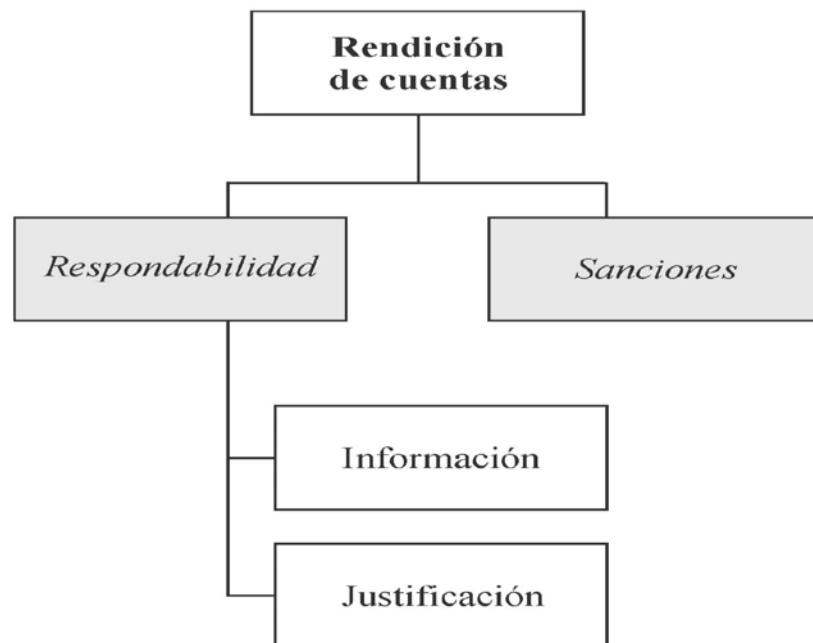 Rendición
de cuentas
Respondabilidad
Sanciones
Información
Justificación